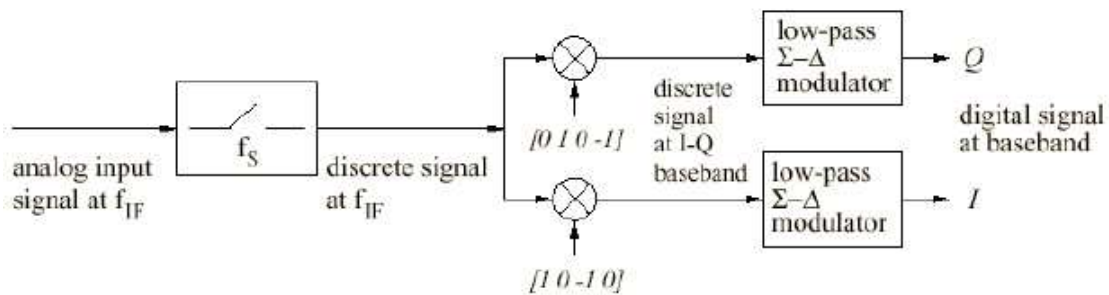 analog input
signal at f_IF
f_S
discrete signal
at f_IF
[0 1 0 -1]
[1 0 -1 0]
discrete
signal
at I-Q
baseband
low-pass
Σ–Δ
modulator
low-pass
Σ–Δ
modulator
Q
digital signal
at baseband
I